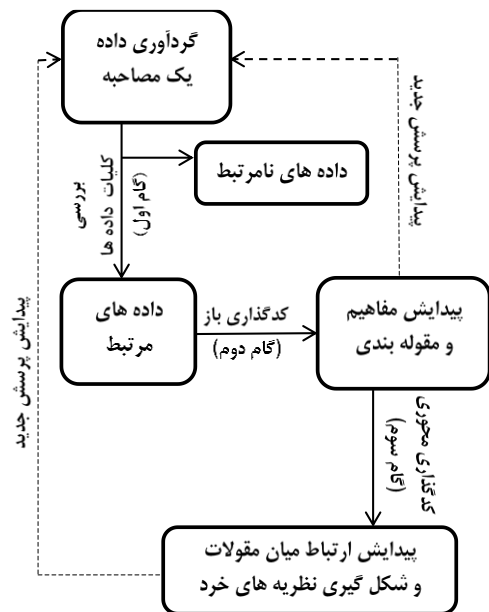 گردآوری داده
یک مصاحبه
پیدایش پرسش جدید
داده های نامرتبط
بررسی
کلیات داده ها
(گام اول)
داده های
مرتبط
کدگذاری باز
(گام دوم)
پیدایش مفاهیم
و مقوله بندی
پیدایش پرسش جدید
کدگذاری محوری
(گام سوم)
پیدایش ارتباط میان مقولات
و شکل گیری نظریه های خرد